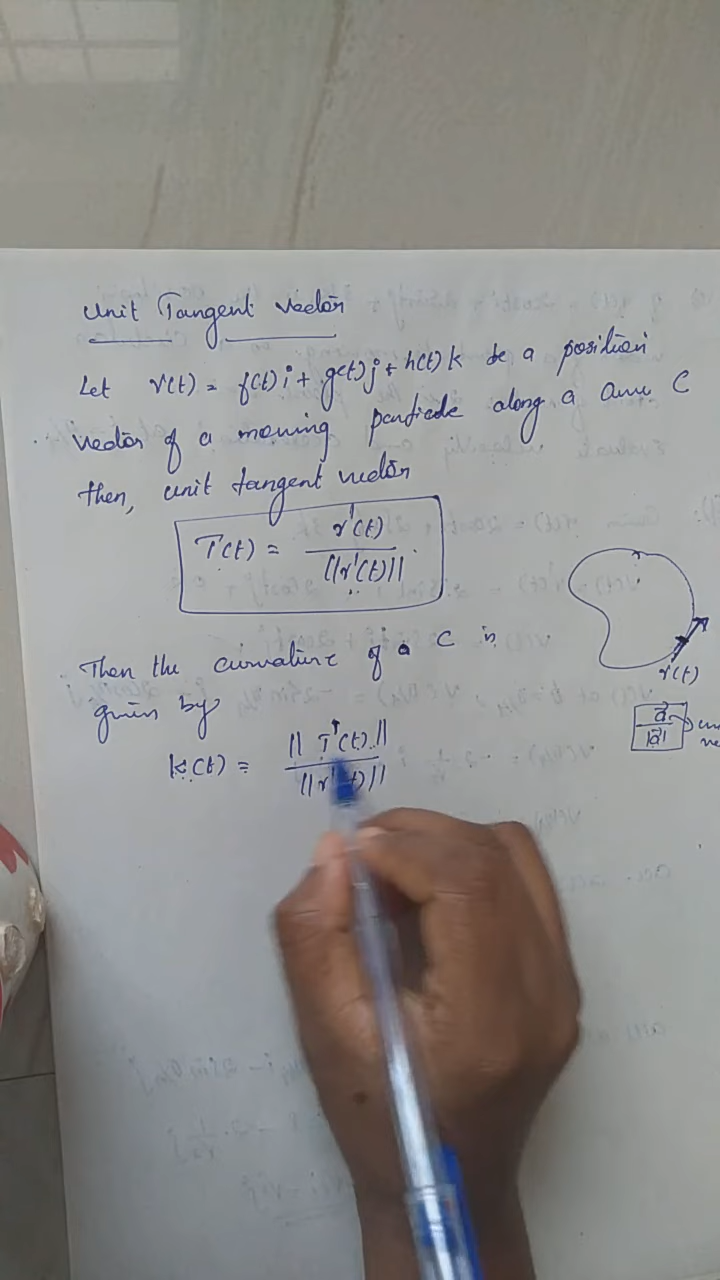 Unit Tangent Vector
Let r(t) = f(t)i + g(t)j + h(t)k be a position
vector of a moving particle along a curve C
then, unit tangent vector
T(t) = r'(t) / ||r'(t)||
Then the curvature of a C is
given by
K(t) = ||T'(t)|| / ||r'(t)||
r(t)
a⃗ / |a⃗|